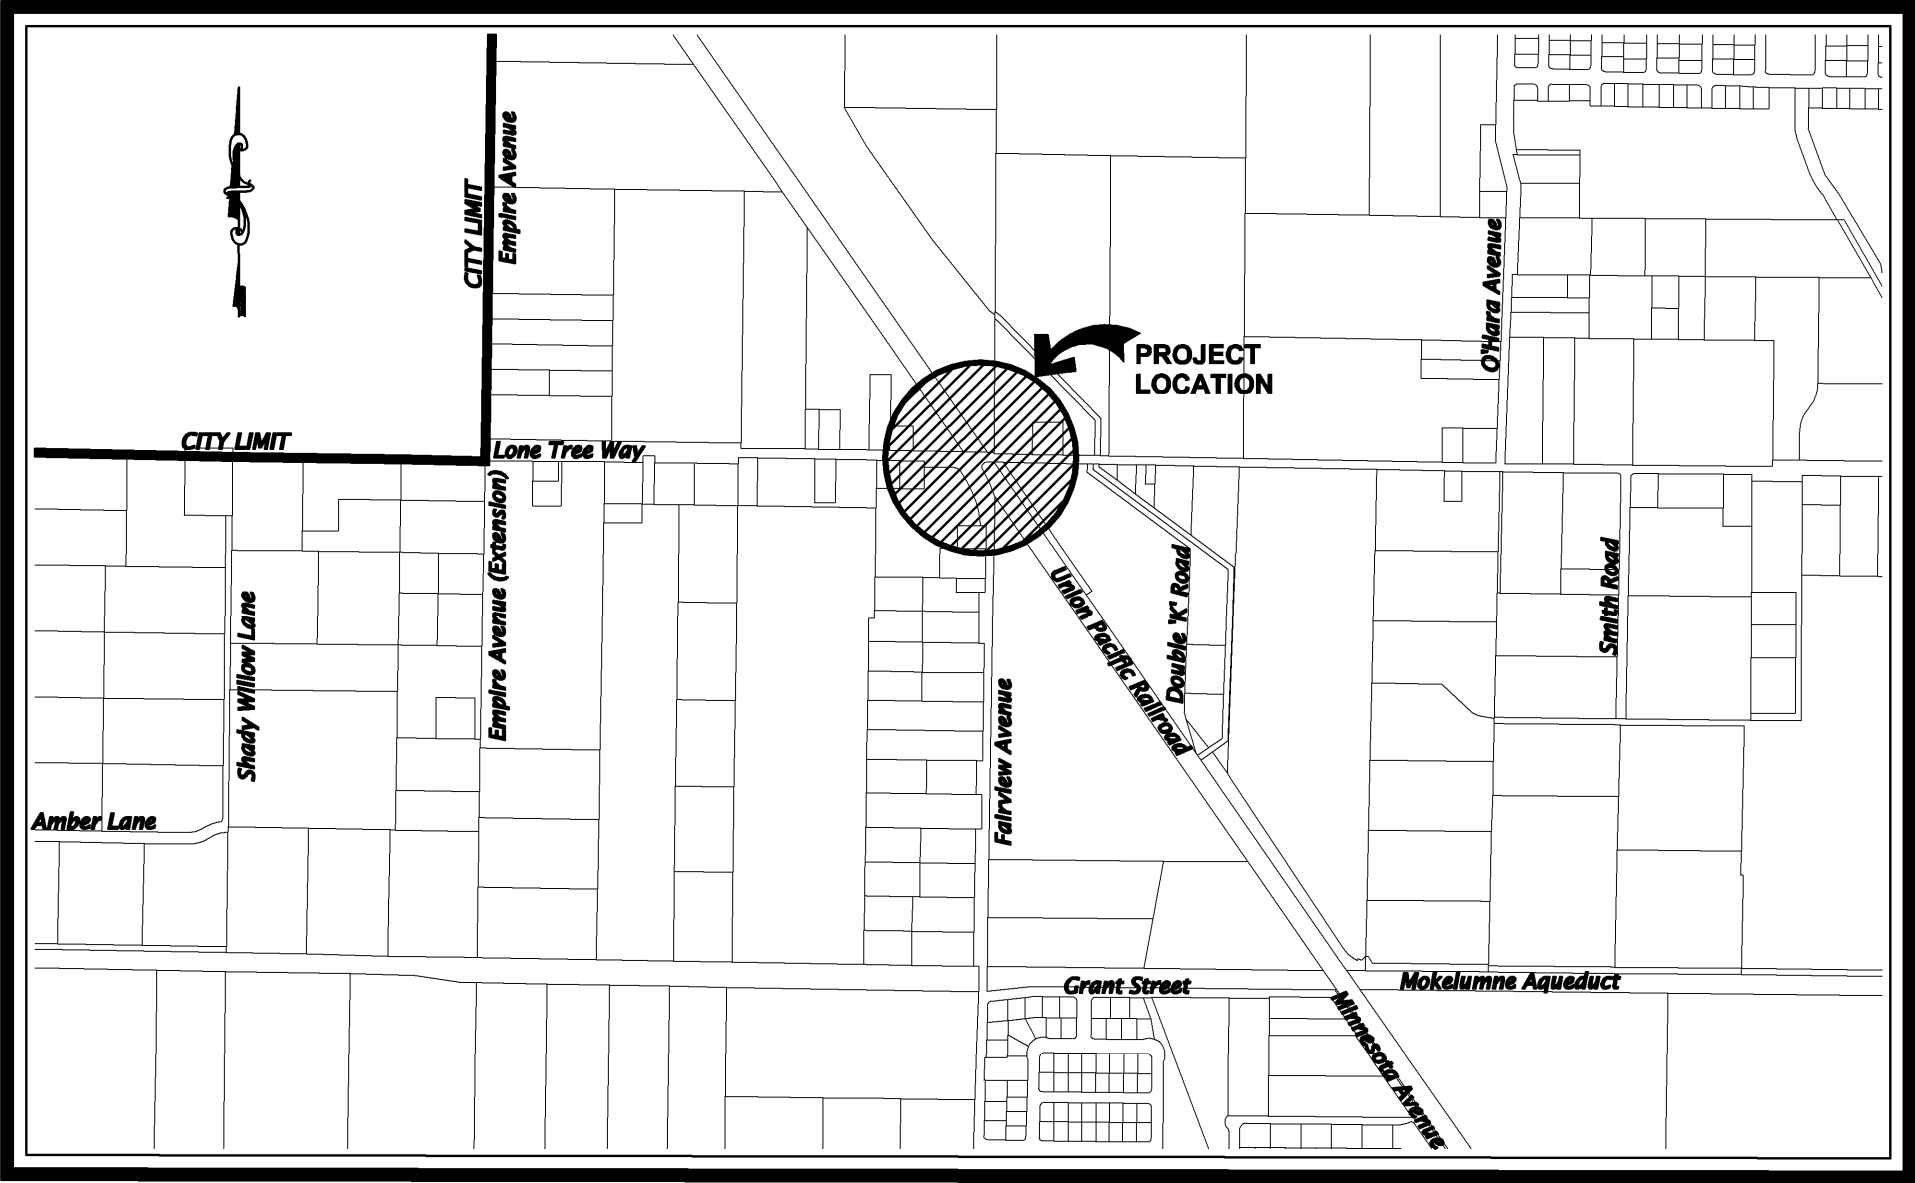 Empire Avenue
CITY LIMIT
O'Hara Avenue
PROJECT
LOCATION
CITY LIMIT
Lone Tree Way
Empire Avenue (Extension)
Shady Willow Lane
Union Pacific Railroad
Double 'K' Road
Smith Road
Fairview Avenue
Amber Lane
Grant Street
Mokelumne Aqueduct
Minnesota Avenue